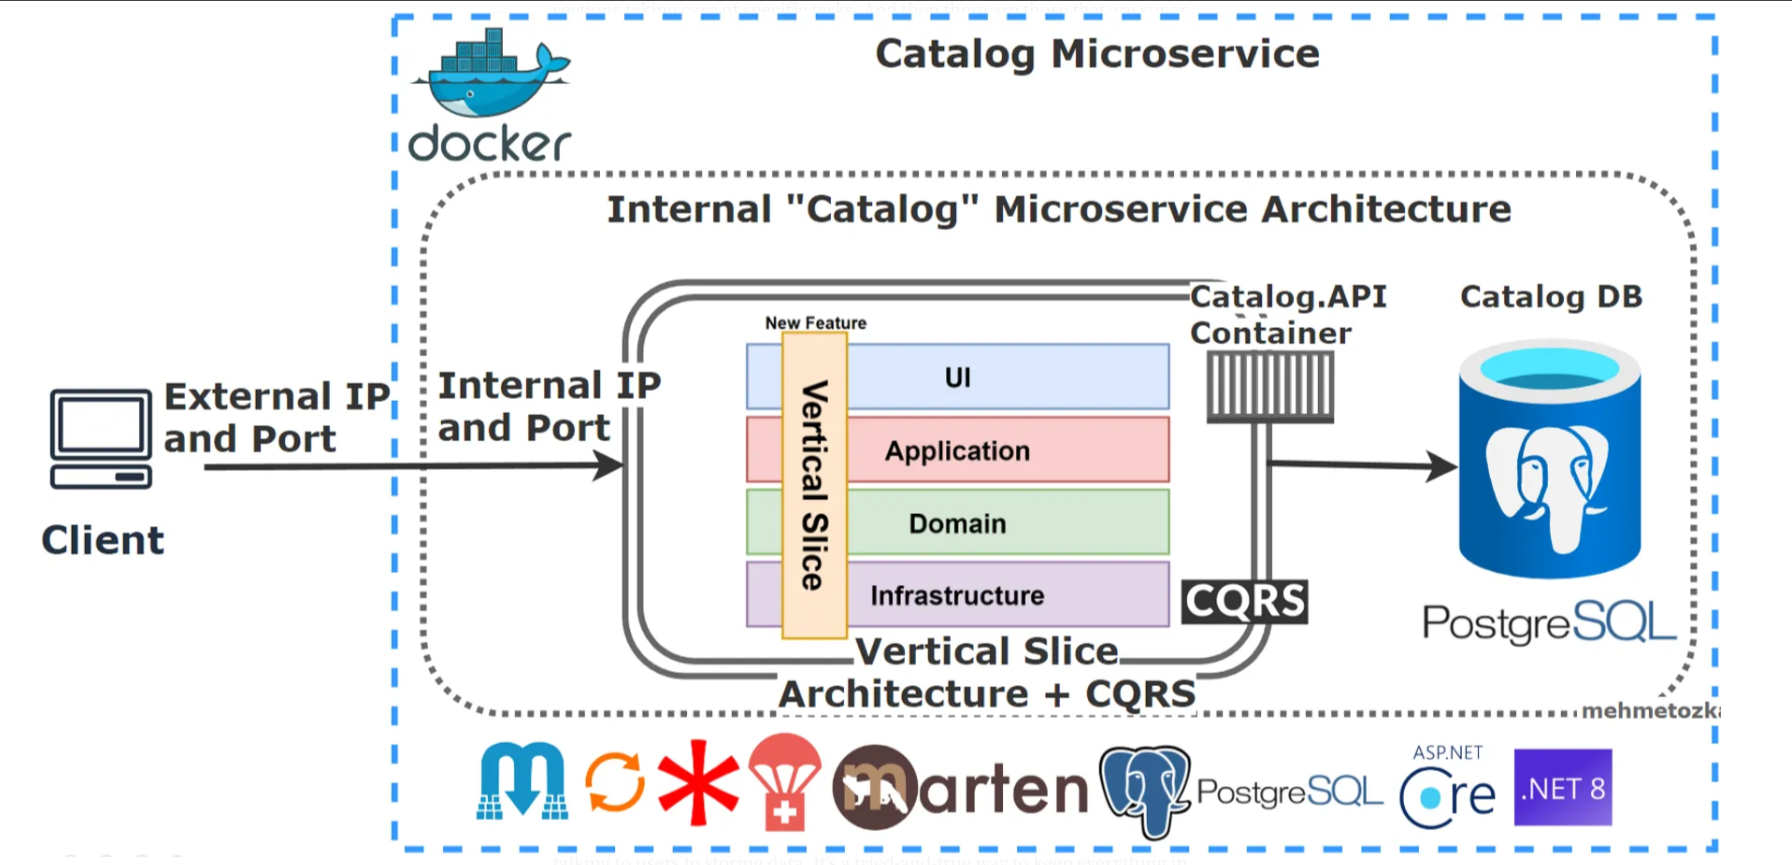 docker
Catalog Microservice
Internal "Catalog" Microservice Architecture
Client
External IP
and Port
Internal IP
and Port
New Feature
Vertical Slice
UI
Application
Domain
Infrastructure
Catalog.API
Container
CQRS
Vertical Slice
Architecture + CQRS
Catalog DB
PostgreSQL
mehmetozka
marten
PostgreSQL
ASP.NET
Core
.NET 8